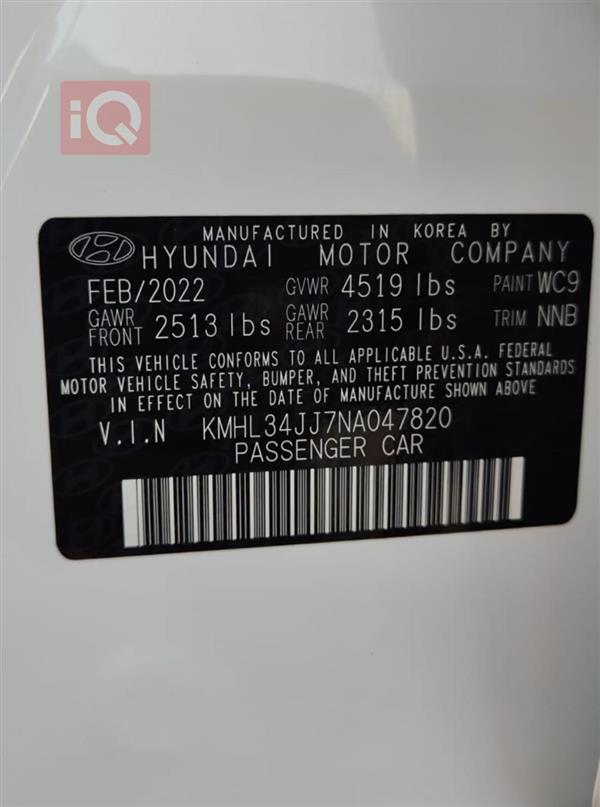 iQ
MANUFACTURED IN KOREA BY
HYUNDAI MOTOR COMPANY
FEB/2022 GVWR 4519 lbs PAINT WC9
GAWR FRONT 2513 lbs GAWR REAR 2315 lbs TRIM NNB
THIS VEHICLE CONFORMS TO ALL APPLICABLE U.S.A. FEDERAL
MOTOR VEHICLE SAFETY, BUMPER, AND THEFT PREVENTION STANDARDS
IN EFFECT ON THE DATE OF MANUFACTURE SHOWN ABOVE
V.I.N KMHL34JJ7NA047820
PASSENGER CAR